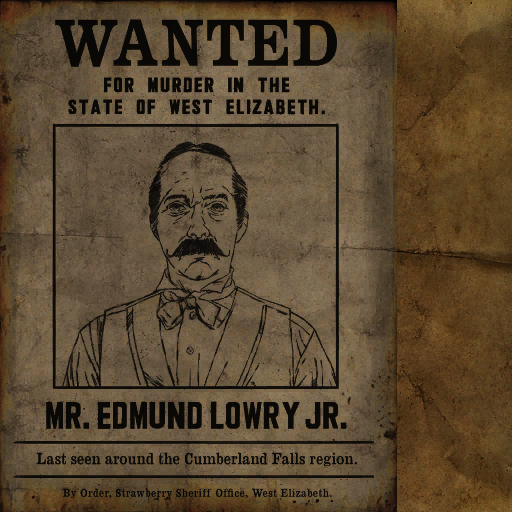 WANTED
FOR MURDER IN THE
STATE OF WEST ELIZABETH.
MR. EDMUND LOWRY JR.
Last seen around the Cumberland Falls region.
By Order, Strawberry Sheriff Office, West Elizabeth.